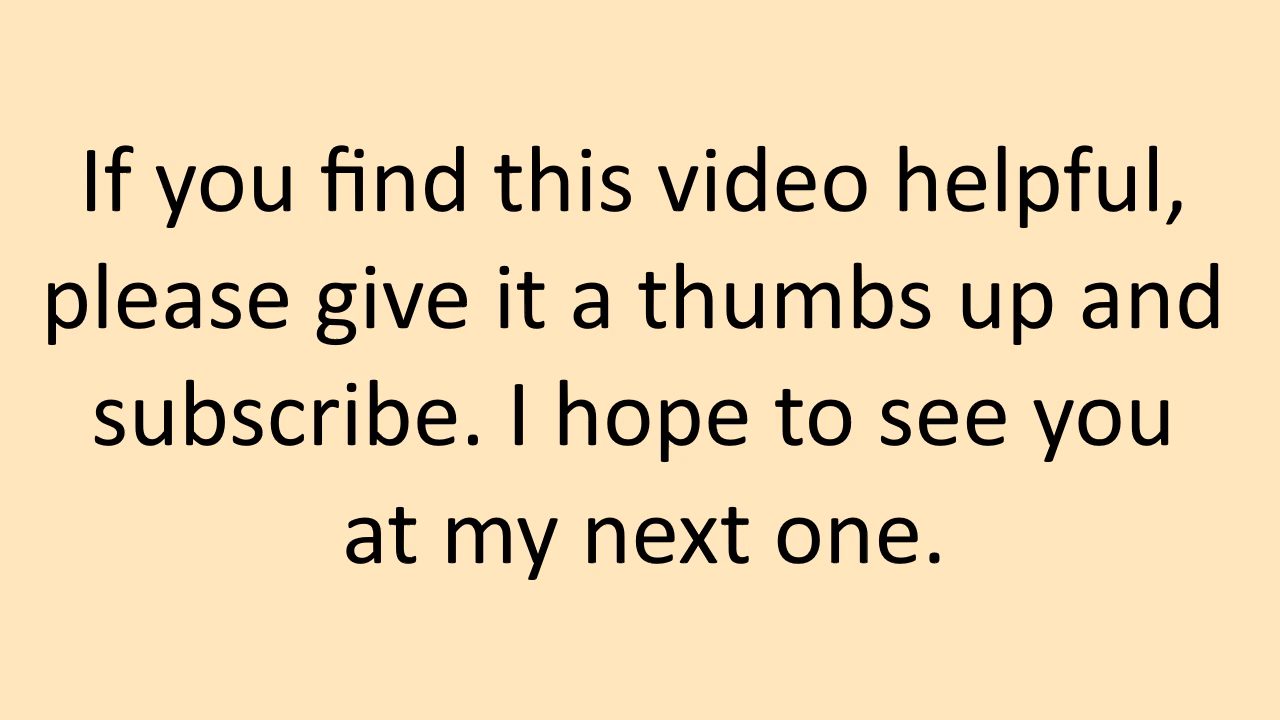 If you find this video helpful,
please give it a thumbs up and
subscribe. I hope to see you
at my next one.